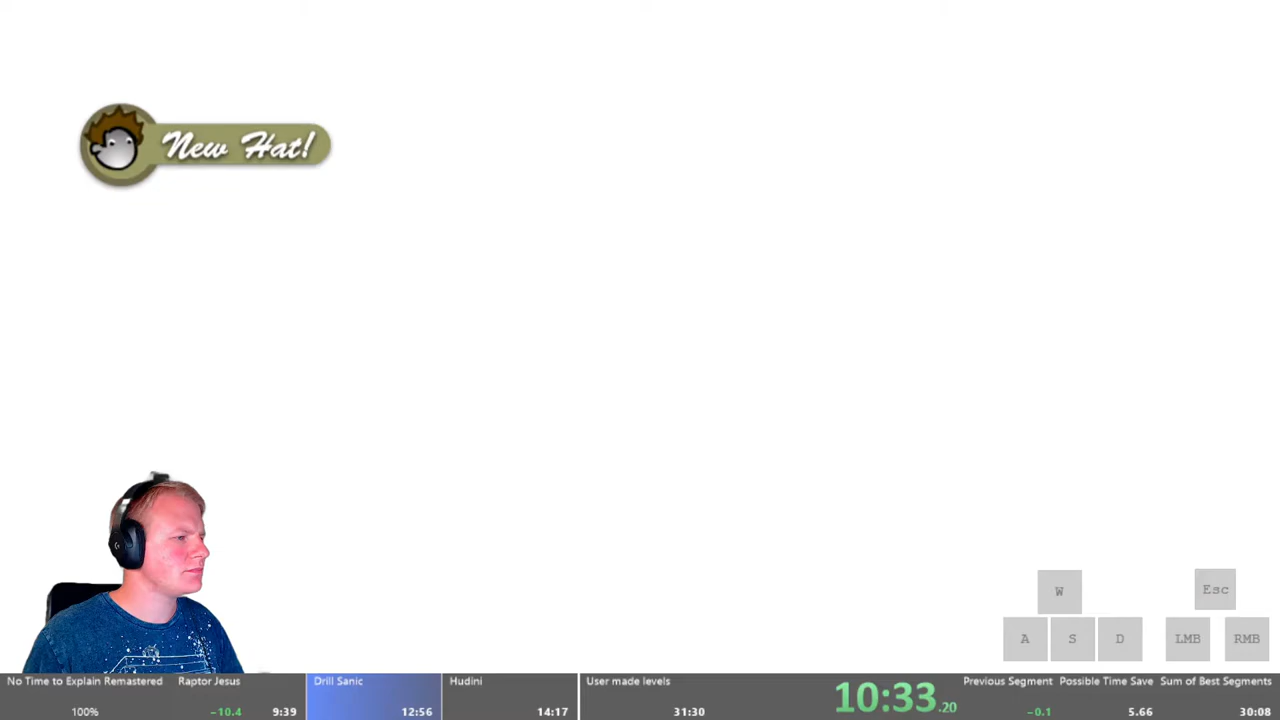 New Hat!
W
Esc
A S D LMB RMB
No Time to Explain Remastered Raptor Jesus Drill Sanic Hudini User made levels 10:33.20 Previous Segment Possible Time Save Sum of Best Segments
100% -10.4 9:39 12:56 14:17 31:30 -0.1 5.66 30:08